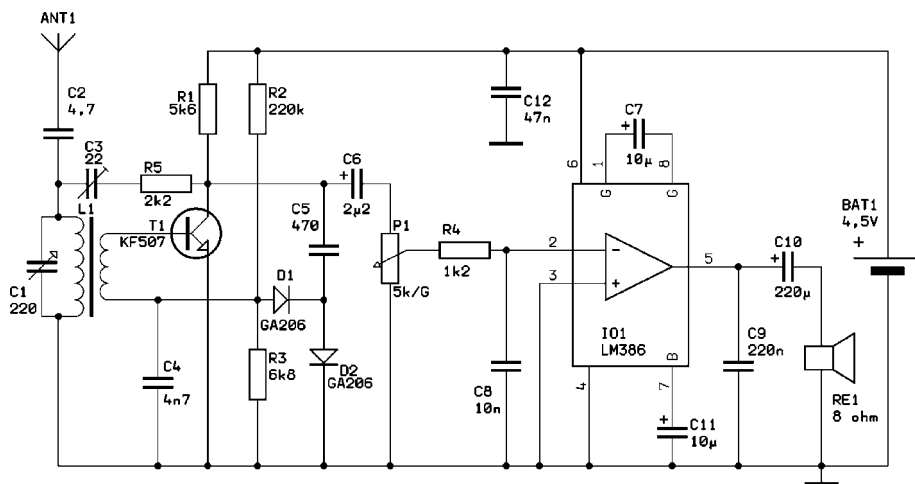 ANT1
C2
4,7
C3
22
R5
2k2
L1
C1
220
T1
KF507
R1
5k6
R2
220k
C6
2µ2
C5
470
D1
GA206
D2
GA206
R3
6k8
C4
4n7
P1
5k/G
R4
1k2
C8
10n
C12
47n
C7
10µ
6
1
8
G
G
2
3
5
4
7
B
IO1
LM386
C11
10µ
C9
220n
C10
220µ
RE1
8 ohm
BAT1
4,5V